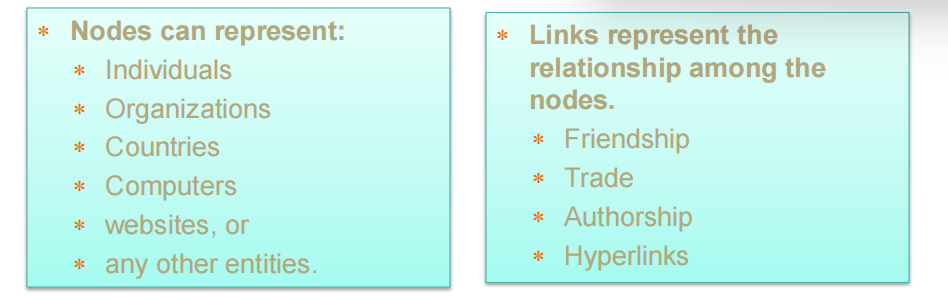 * Nodes can represent:
* Individuals
* Organizations
* Countries
* Computers
* websites, or
* any other entities.
* Links represent the
relationship among the
nodes.
* Friendship
* Trade
* Authorship
* Hyperlinks